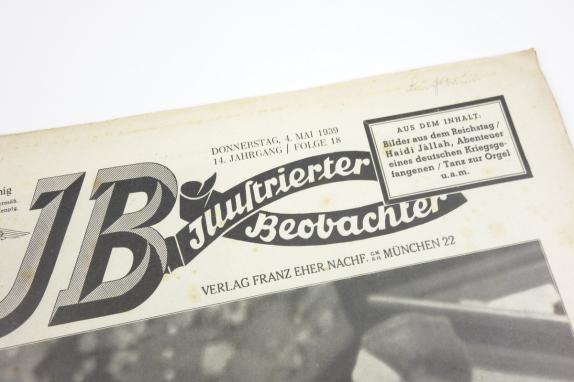 DONNERSTAG, 4. MAI 1939
14. JAHRGANG / FOLGE 18
AUS DEM INHALT:
Bilder aus dem Reichstag /
Haidi Jällah, Abenteuer
eines deutschen Kriegsge-
fangenen / Tanz zur Orgel
u.a.m.
JB
Illustrierter
Beobachter
VERLAG FRANZ EHER NACHF. G.M.B.H. MÜNCHEN 22